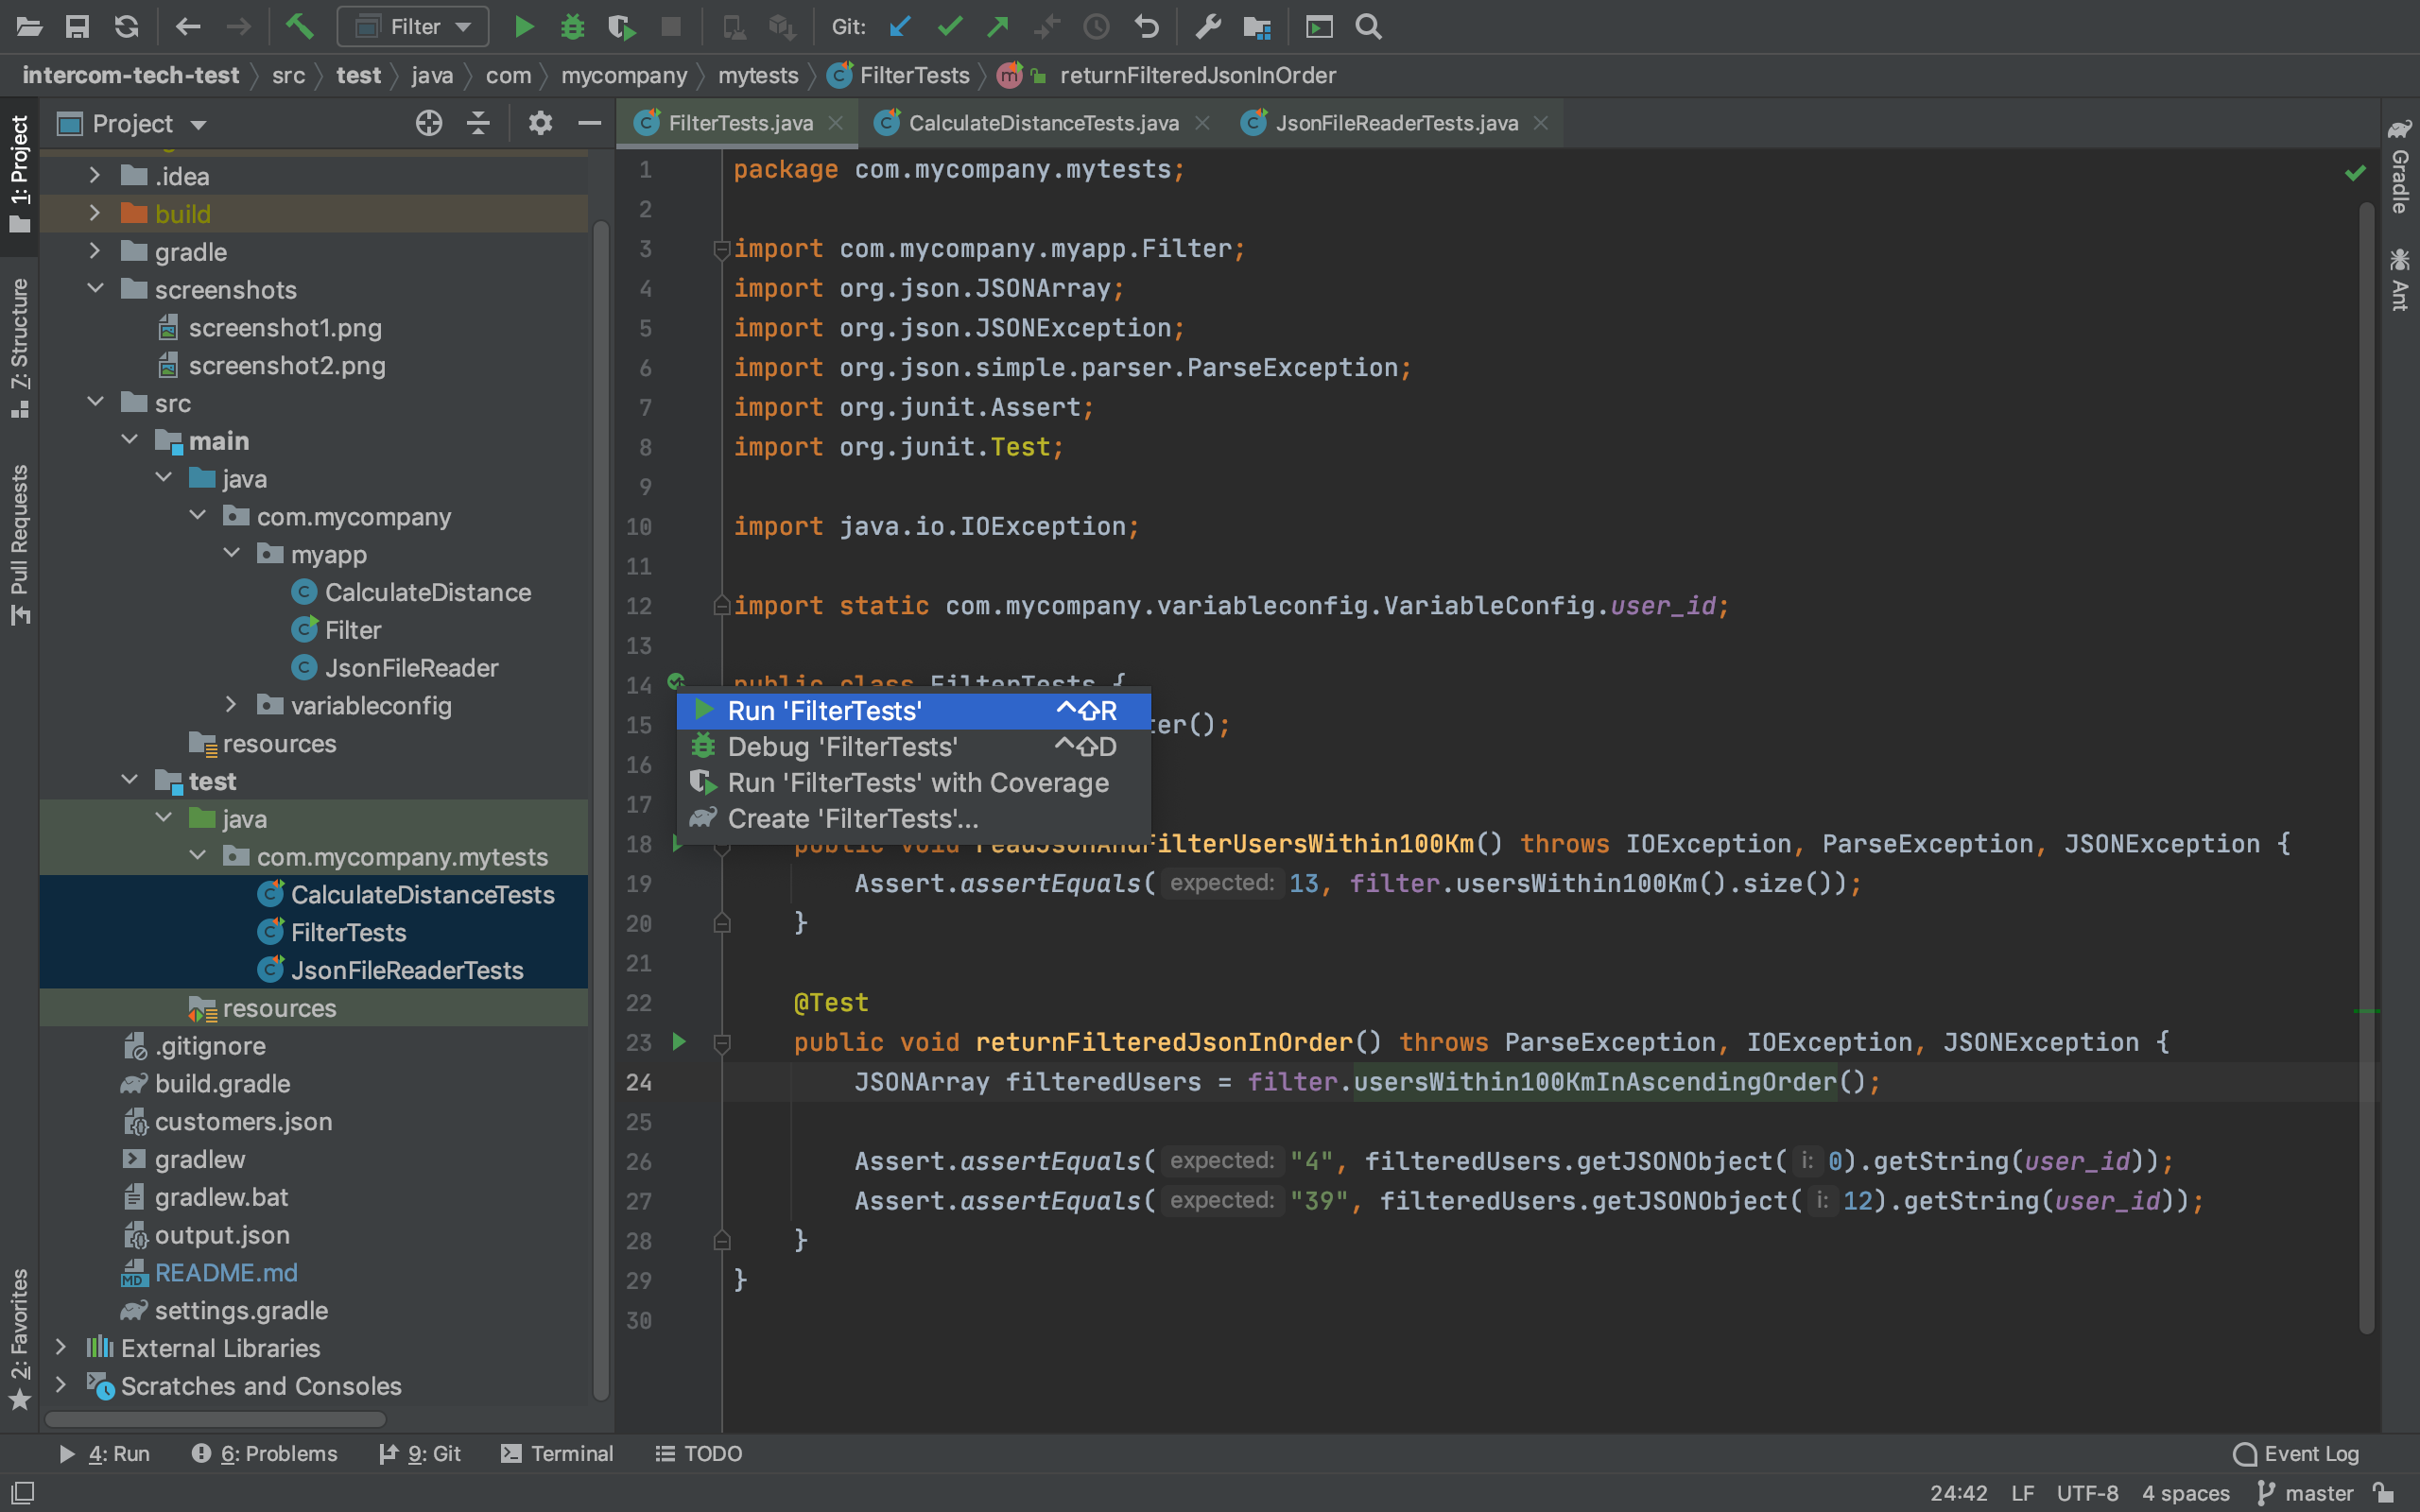 Filter
Git:
intercom-tech-test
src
test
java
com
mycompany
mytests
FilterTests
returnFilteredJsonInOrder
1: Project
Z: Structure
Pull Requests
2: Favorites
Project
.idea
build
gradle
screenshots
screenshot1.png
screenshot2.png
src
main
java
com.mycompany
myapp
CalculateDistance
Filter
JsonFileReader
variableconfig
resources
test
java
com.mycompany.mytests
CalculateDistanceTests
FilterTests
JsonFileReaderTests
resources
.gitignore
build.gradle
customers.json
gradlew
gradlew.bat
output.json
README.md
settings.gradle
External Libraries
Scratches and Consoles
FilterTests.java
CalculateDistanceTests.java
JsonFileReaderTests.java
1 package com.mycompany.mytests;
2
3 import com.mycompany.myapp.Filter;
4 import org.json.JSONArray;
5 import org.json.JSONException;
6 import org.json.simple.parser.ParseException;
7 import org.junit.Assert;
8 import org.junit.Test;
9
10 import java.io.IOException;
11
12 import static com.mycompany.variableconfig.VariableConfig.user_id;
13
14 public class FilterTests {
Run 'FilterTests' ^⇧R
15 ter();
Debug 'FilterTests' ^⇧D
16
Run 'FilterTests' with Coverage
17
Create 'FilterTests'...
18 public void readJsonAndFilterUsersWithin100Km() throws IOException, ParseException, JSONException {
19 Assert.assertEquals( expected: 13, filter.usersWithin100Km().size());
20 }
21
22 @Test
23 public void returnFilteredJsonInOrder() throws ParseException, IOException, JSONException {
24 JSONArray filteredUsers = filter.usersWithin100KmInAscendingOrder();
25
26 Assert.assertEquals( expected: "4", filteredUsers.getJSONObject( i: 0).getString(user_id));
27 Assert.assertEquals( expected: "39", filteredUsers.getJSONObject( i: 12).getString(user_id));
28 }
29 }
30
Gradle
Ant
4: Run
6: Problems
9: Git
Terminal
TODO
Event Log
24:42
LF
UTF-8
4 spaces
master